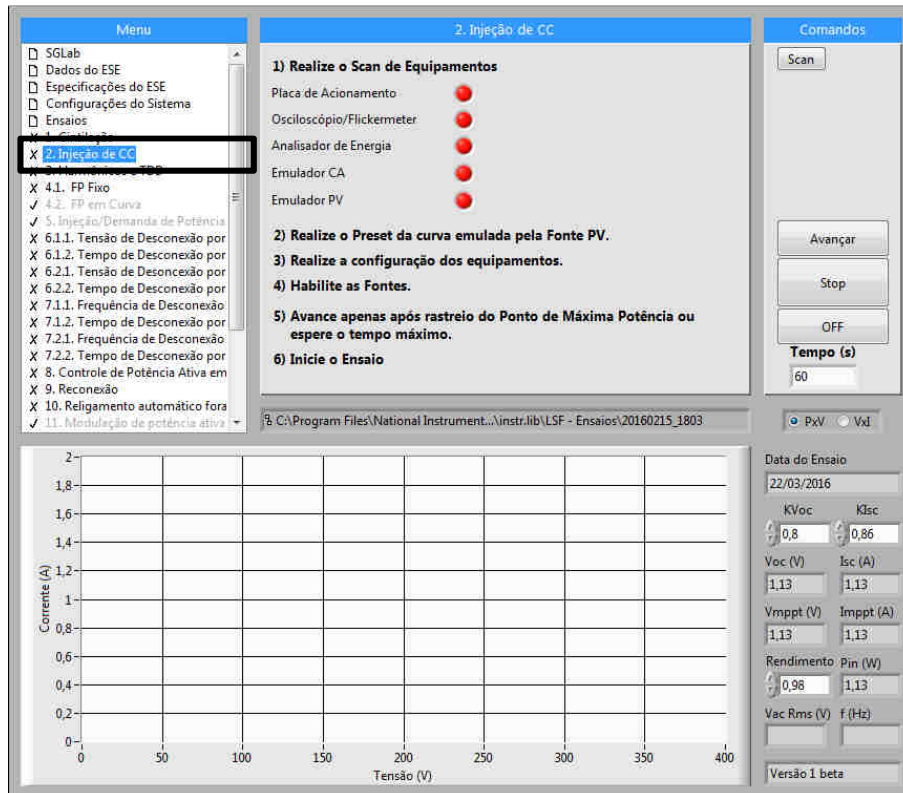 Menu
SGLab
Dados do ESE
Especificações do ESE
Configurações do Sistema
Ensaios
X 2. Injeção de CC
X 4.1. FP Fixo
✓ 4.2. FP em Curva
✓ 5. Injeção/Demanda de Potência
X 6.1.1. Tensão de Desconexão por
X 6.1.2. Tempo de Desconexão por
X 6.2.1. Tensão de Desoncexão por
X 6.2.2. Tempo de Desconexão por
X 7.1.1. Frequência de Desconexão
X 7.1.2. Tempo de Desconexão por
X 7.2.1. Frequência de Desconexão
X 7.2.2. Tempo de Desconexão por
X 8. Controle de Potência Ativa em
X 9. Reconexão
X 10. Religamento automático fora
✓ 11. Modulação de potência ativa
2. Injeção de CC
1) Realize o Scan de Equipamentos
Placa de Acionamento
Osciloscópio/Flickermeter
Analisador de Energia
Emulador CA
Emulador PV
2) Realize o Preset da curva emulada pela Fonte PV.
3) Realize a configuração dos equipamentos.
4) Habilite as Fontes.
5) Avance apenas após rastreio do Ponto de Máxima Potência ou
espere o tempo máximo.
6) Inicie o Ensaio
C:\Program Files\National Instrument...\instr.lib\LSF - Ensaios\20160215_1803
Comandos
Scan
Avançar
Stop
OFF
Tempo (s)
60
PxV VxI
2
1,8
1,6
1,4
1,2
1
0,8
0,6
0,4
0,2
0
Corrente (A)
0 50 100 150 200 250 300 350 400
Tensão (V)
Data do Ensaio
22/03/2016
KVoc KIsc
0,8 0,86
Voc (V) Isc (A)
1,13 1,13
Vmppt (V) Imppt (A)
1,13 1,13
Rendimento Pin (W)
0,98 1,13
Vac Rms (V) f (Hz)
Versão 1 beta